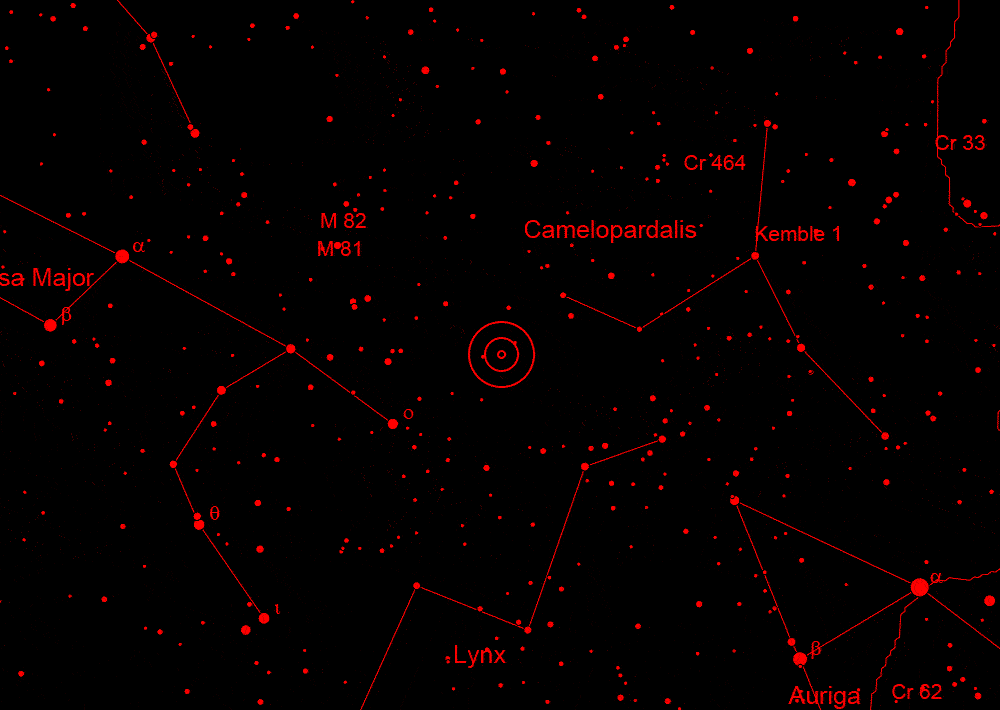 Cr 33
Cr 464
M 82
Camelopardalis
Kemble 1
α
M 81
sa Major
β
ο
θ
α
ι
β
Lynx
Auriga
Cr 62